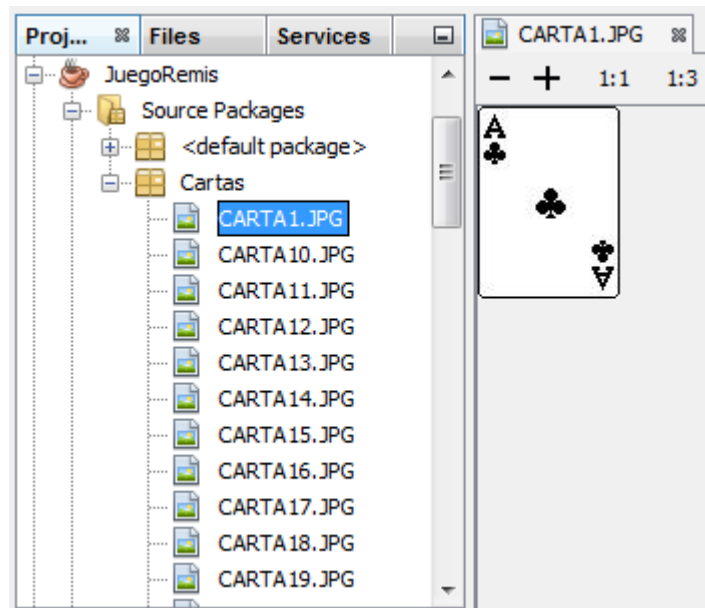 Proj... Files Services
CARTA1.JPG
1:1 1:3
JuegoRemis
Source Packages
<default package>
Cartas
CARTA1.JPG
CARTA10.JPG
CARTA11.JPG
CARTA12.JPG
CARTA13.JPG
CARTA14.JPG
CARTA15.JPG
CARTA16.JPG
CARTA17.JPG
CARTA18.JPG
CARTA19.JPG
A
A